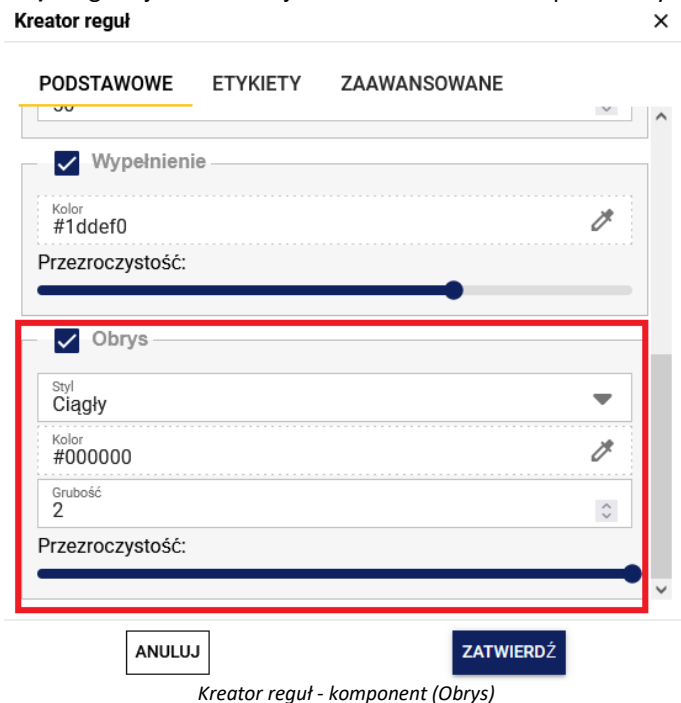 Kreator reguł
PODSTAWOWE ETYKIETY ZAAWANSOWANE
Wypełnienie
Kolor
#1ddef0
Przezroczystość:
Obrys
Styl
Ciągły
Kolor
#000000
Grubość
2
Przezroczystość:
ANULUJ ZATWIERDŹ
Kreator reguł - komponent (Obrys)